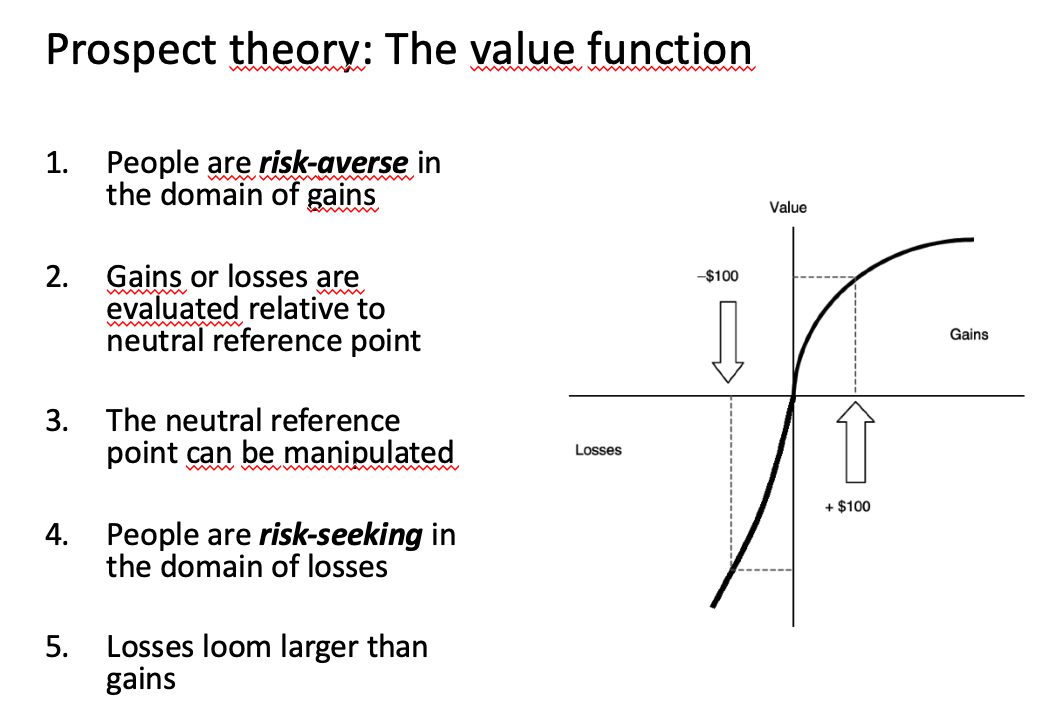 Prospect theory: The value function
1. People are risk-averse in
the domain of gains
2. Gains or losses are
evaluated relative to
neutral reference point
3. The neutral reference
point can be manipulated
4. People are risk-seeking in
the domain of losses
5. Losses loom larger than
gains
Value
–$100
Gains
Losses
+ $100